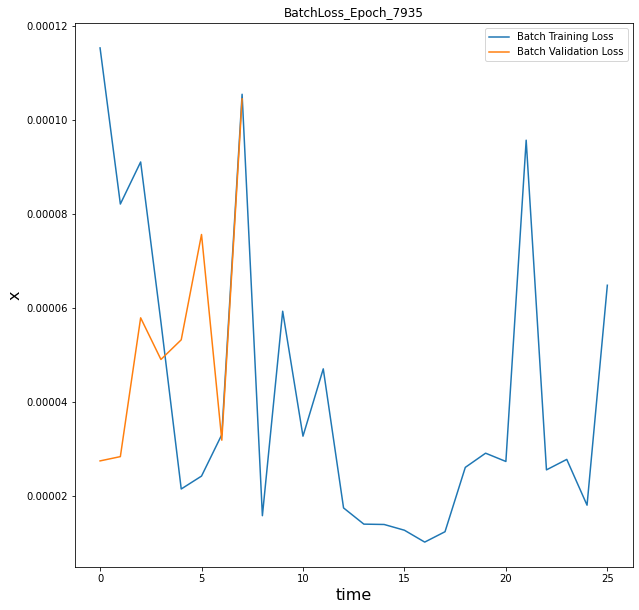 BatchLoss_Epoch_7935
Batch Training Loss
Batch Validation Loss
0.00012
0.00010
0.00008
0.00006
0.00004
0.00002
x
0 5 10 15 20 25
time